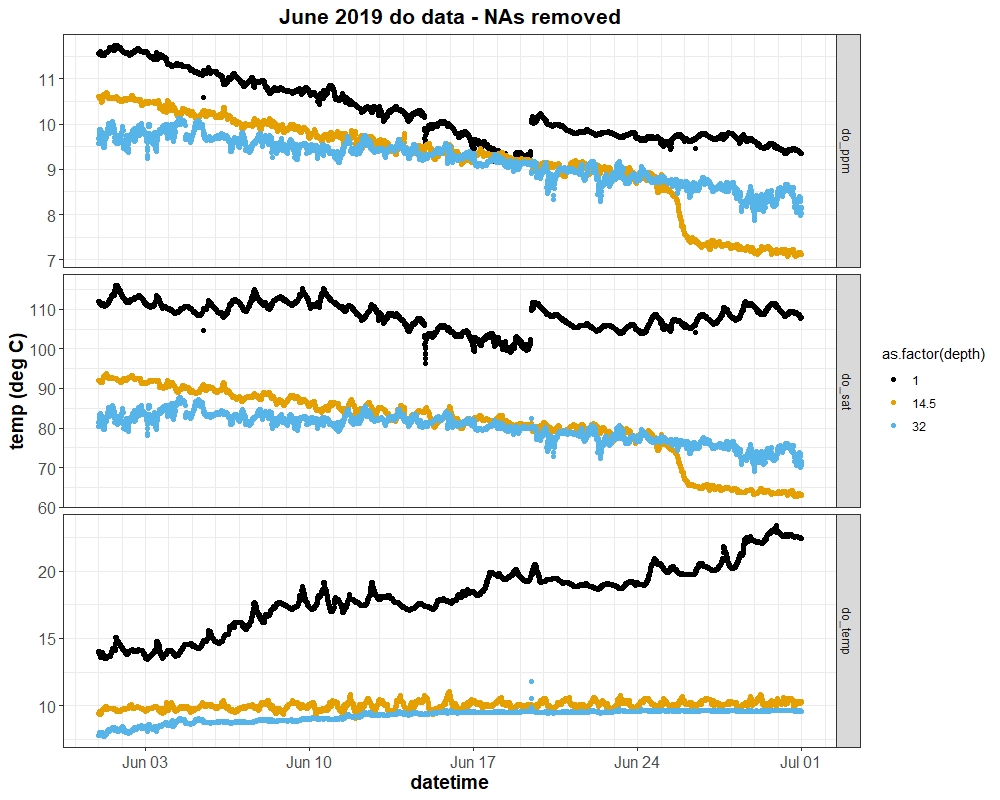 June 2019 do data - NAs removed
11
10
9
8
7
do_ppm
110
100
90
80
70
60
do_sat
20
15
10
do_temp
temp (deg C)
Jun 03 Jun 10 Jun 17 Jun 24 Jul 01
datetime
as.factor(depth)
1
14.5
32